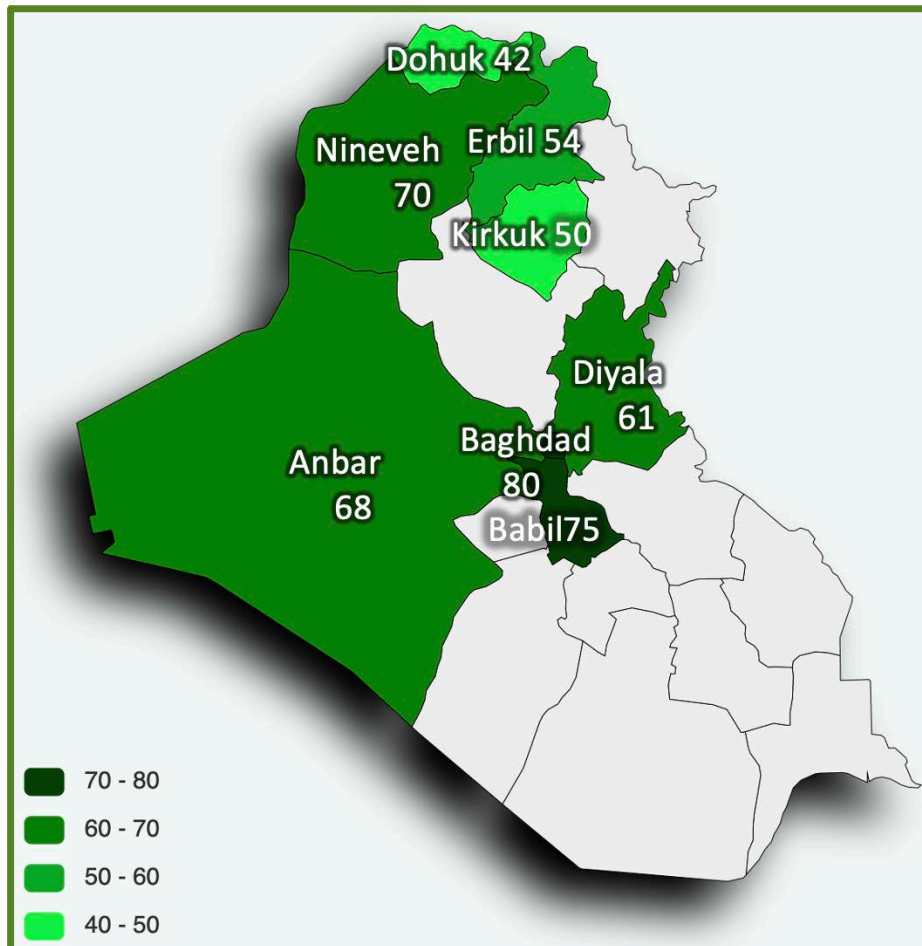 Dohuk 42
Nineveh
70
Erbil 54
Kirkuk 50
Diyala
61
Baghdad
80
Anbar
68
Babil75
70 - 80
60 - 70
50 - 60
40 - 50